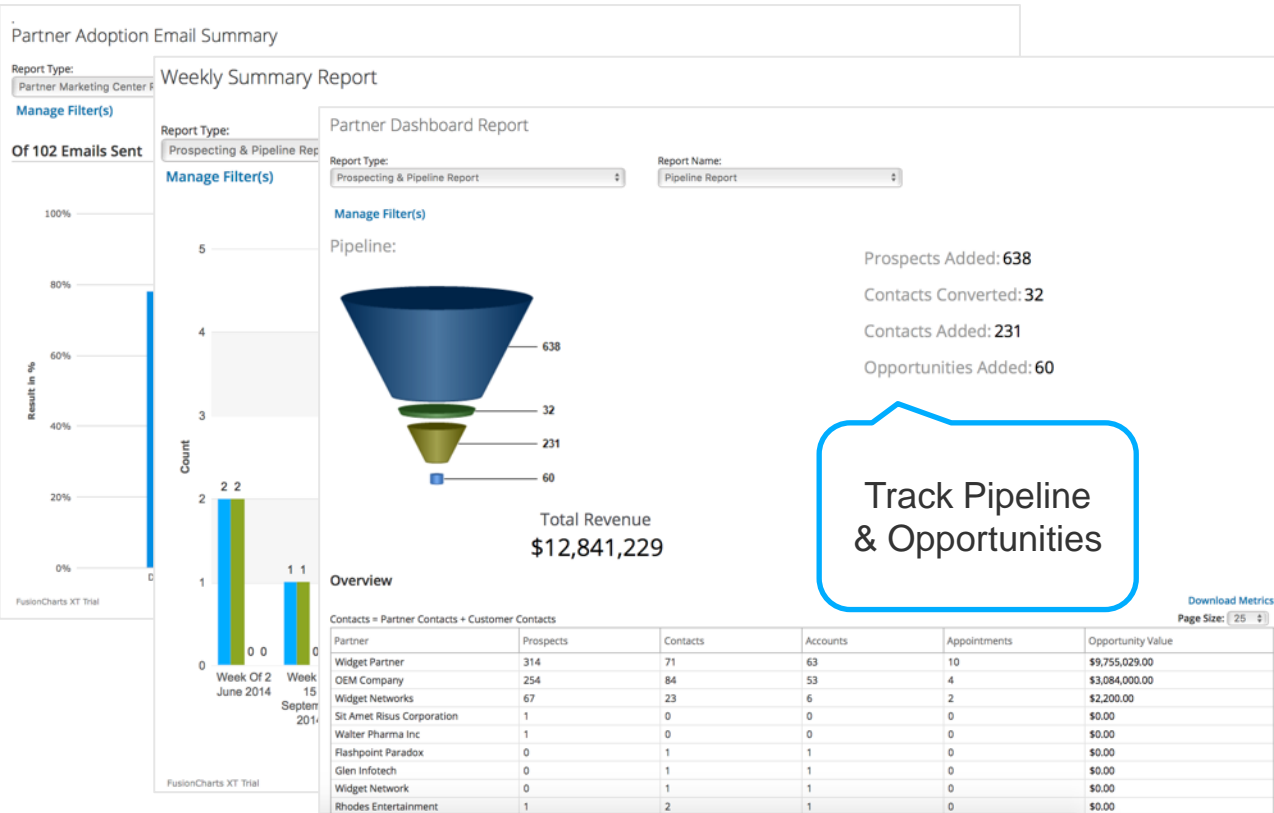 .
Partner Adoption Email Summary
Report Type:
Partner Marketing Center
Manage Filter(s)
Of 102 Emails Sent
100%
80%
60%
40%
20%
0%
Result in %
FusionCharts XT Trial
Weekly Summary Report
Report Type:
Prospecting & Pipeline Rep
Manage Filter(s)
5
4
3
2
1
0
Count
2 2
0 0
1 1
0
Week Of 2
June 2014
Week
15
Septem
201
FusionCharts XT Trial
Partner Dashboard Report
Report Type:
Prospecting & Pipeline Report
Report Name:
Pipeline Report
Manage Filter(s)
Pipeline:
638
32
231
60
Total Revenue
$12,841,229
Prospects Added: 638
Contacts Converted: 32
Contacts Added: 231
Opportunities Added: 60
Track Pipeline
& Opportunities
Overview
Download Metrics
Contacts = Partner Contacts + Customer Contacts
Page Size: 25
Partner Prospects Contacts Accounts Appointments Opportunity Value
Widget Partner 314 71 63 10 $9,755,029.00
OEM Company 254 84 53 4 $3,084,000.00
Widget Networks 67 23 6 2 $2,200.00
Sit Amet Risus Corporation 1 0 0 0 $0.00
Walter Pharma Inc 1 0 0 0 $0.00
Flashpoint Paradox 0 1 1 0 $0.00
Glen Infotech 0 1 1 0 $0.00
Widget Network 0 1 1 0 $0.00
Rhodes Entertainment 1 2 1 0 $0.00